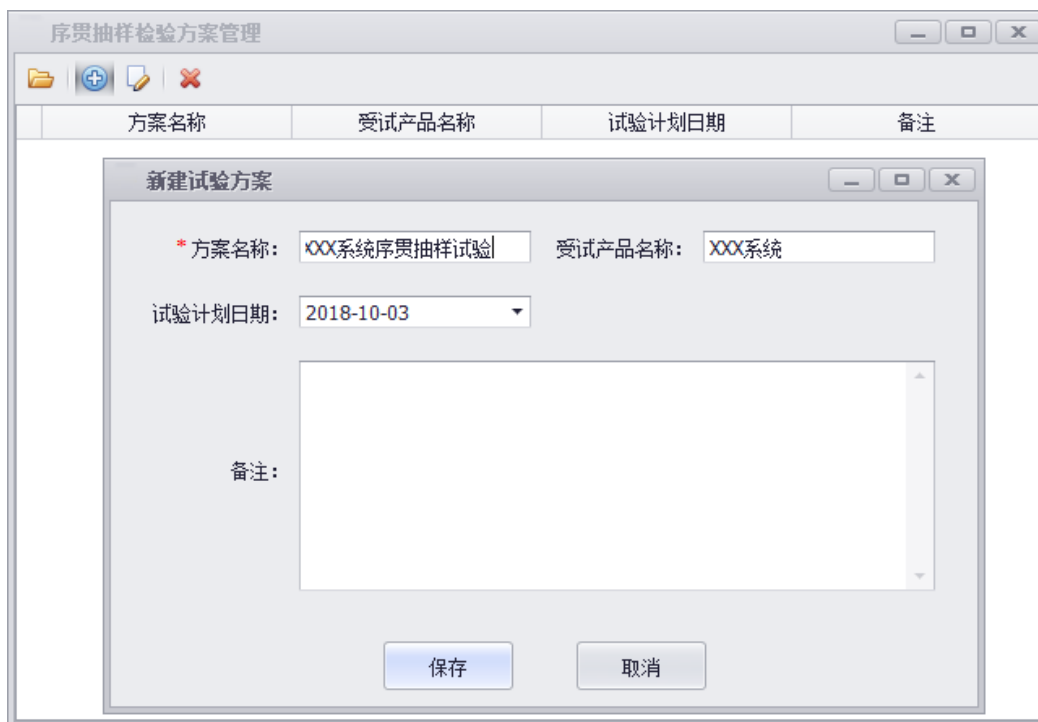 序贯抽样检验方案管理
方案名称 受试产品名称 试验计划日期 备注
新建试验方案
*方案名称： XXX系统序贯抽样试验 受试产品名称： XXX系统
试验计划日期： 2018-10-03
备注：
保存 取消